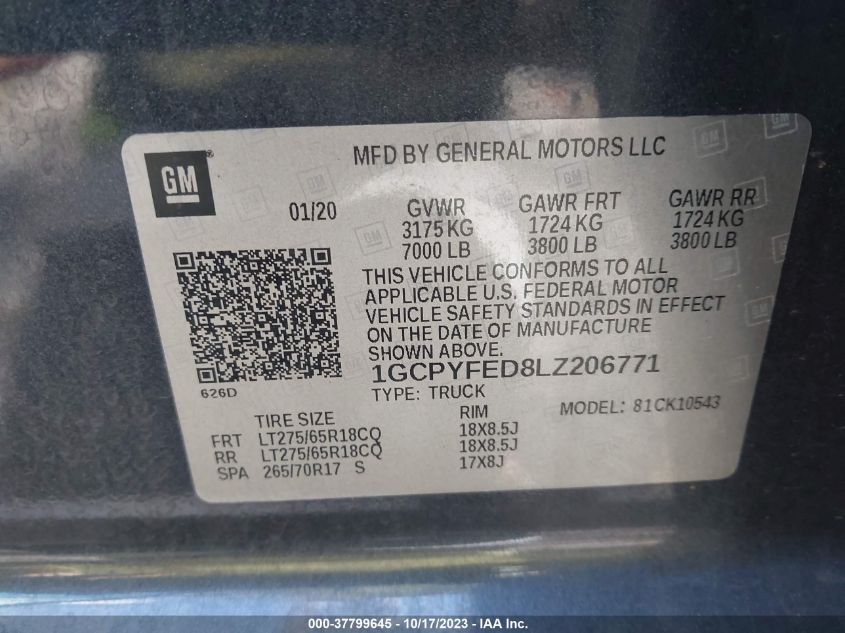 GM®
MFD BY GENERAL MOTORS LLC
01/20
GVWR GAWR FRT GAWR RR
3175 KG 1724 KG 1724 KG
7000 LB 3800 LB 3800 LB
THIS VEHICLE CONFORMS TO ALL
APPLICABLE U.S. FEDERAL MOTOR
VEHICLE SAFETY STANDARDS IN EFFECT
ON THE DATE OF MANUFACTURE
SHOWN ABOVE.
626D
1GCPYFED8LZ206771
TYPE: TRUCK
MODEL: 81CK10543
TIRE SIZE RIM
FRT LT275/65R18CQ 18X8.5J
RR LT275/65R18CQ 18X8.5J
SPA 265/70R17 S 17X8J
000-37799645 - 10/17/2023 - IAA Inc.